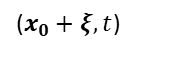 (𝒙₀ + 𝝃, t)